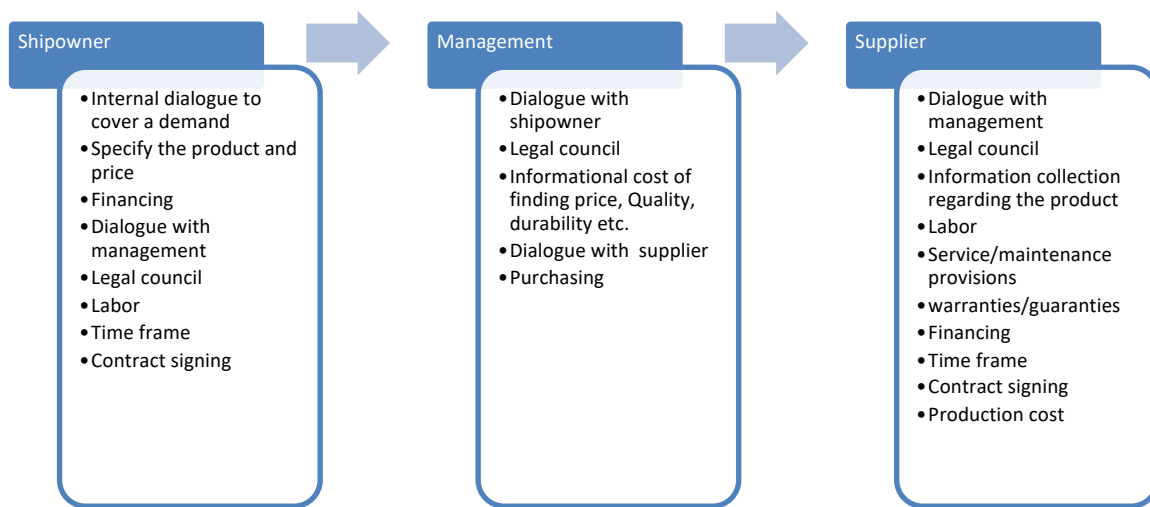 Shipowner
•Internal dialogue to
cover a demand
•Specify the product and
price
•Financing
•Dialogue with
management
•Legal council
•Labor
•Time frame
•Contract signing
Management
•Dialogue with
shipowner
•Legal council
•Informational cost of
finding price, Quality,
durability etc.
•Dialogue with supplier
•Purchasing
Supplier
•Dialogue with
management
•Legal council
•Information collection
regarding the product
•Labor
•Service/maintenance
provisions
•warranties/guaranties
•Financing
•Time frame
•Contract signing
•Production cost